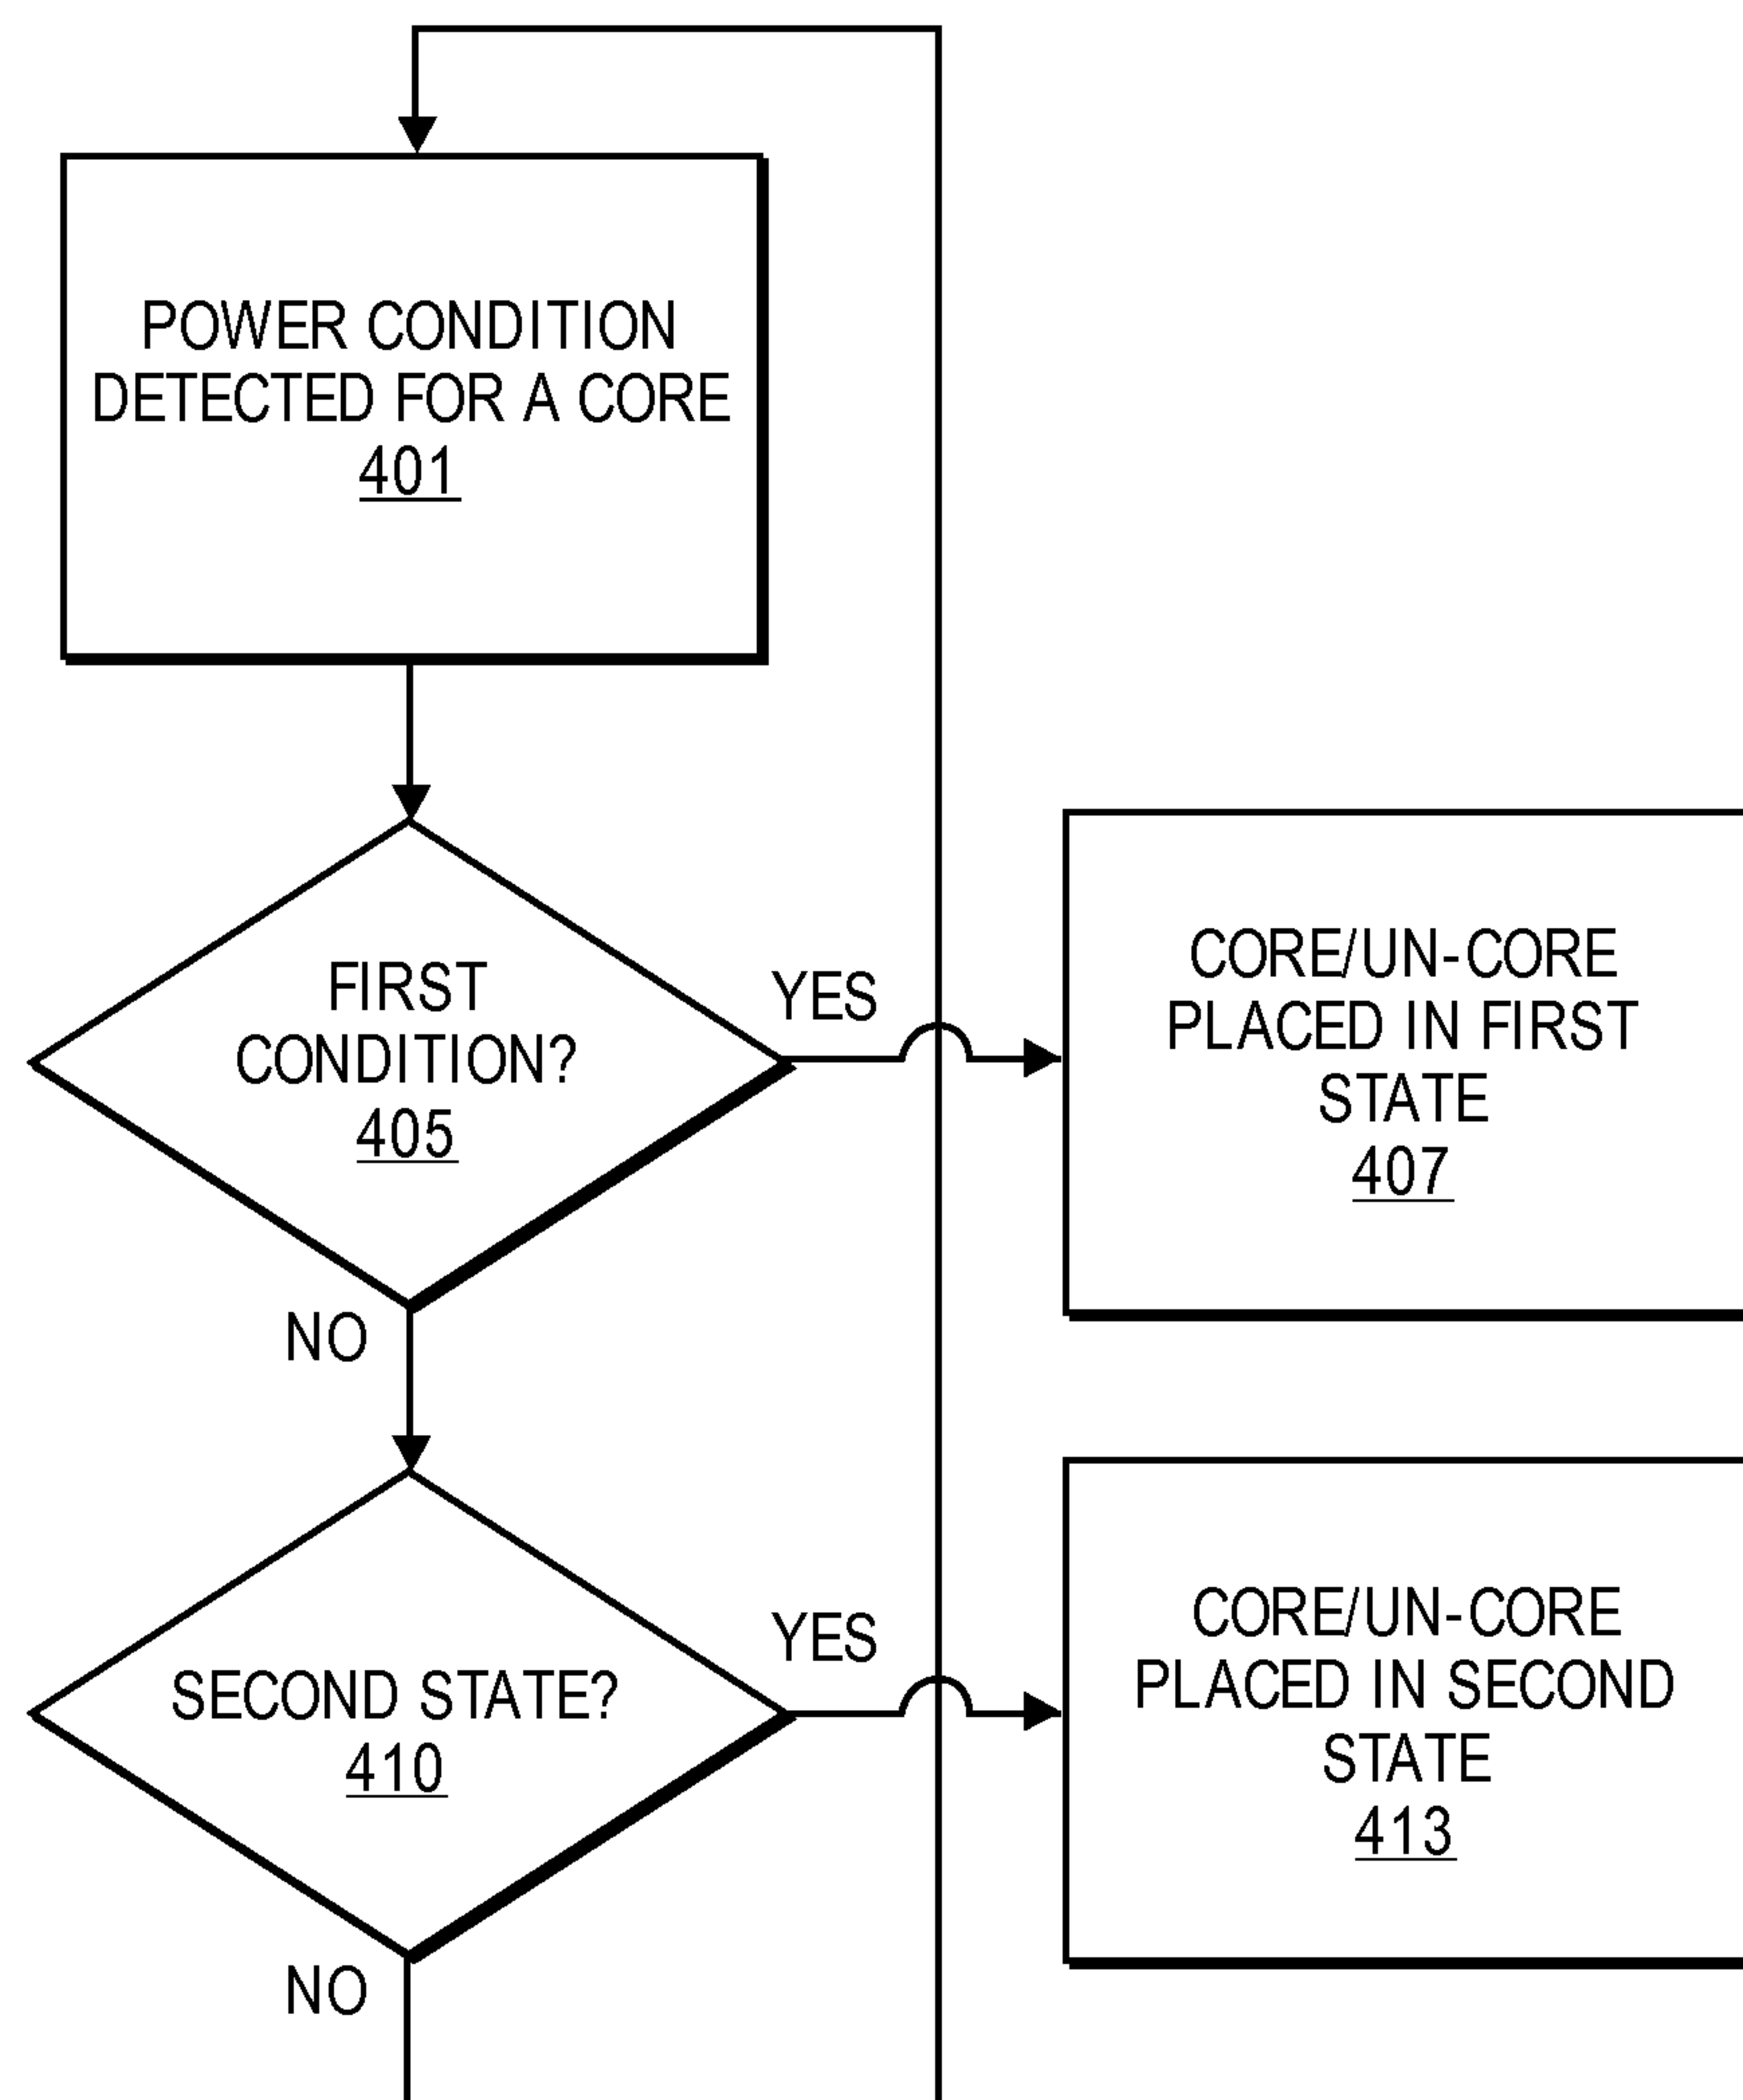 POWER CONDITION
DETECTED FOR A CORE
401
FIRST
CONDITION?
405
YES
CORE/UN-CORE
PLACED IN FIRST
STATE
407
NO
SECOND STATE?
410
YES
CORE/UN-CORE
PLACED IN SECOND
STATE
413
NO